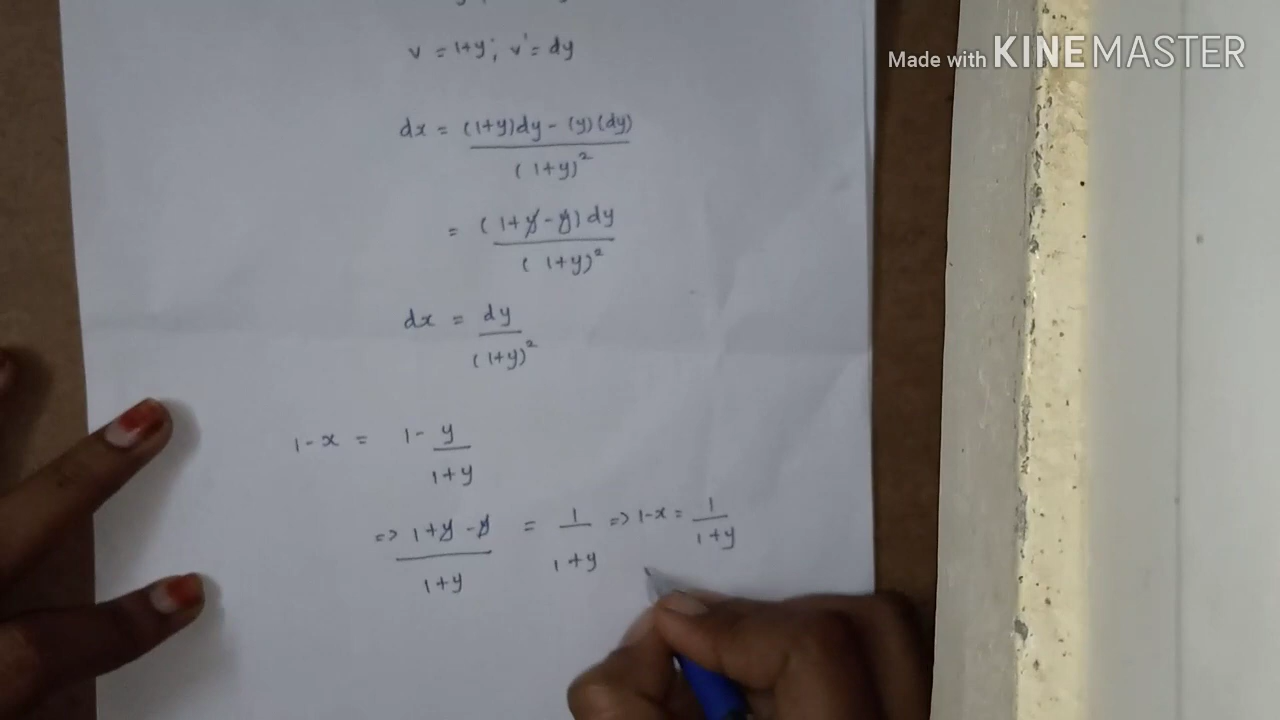 Made with KINEMASTER
v = 1+y ; v' = dy
dx = (1+y)dy - (y)(dy)
(1+y)²
= (1+y-y)dy
(1+y)²
dx = dy
(1+y)²
1-x = 1- y
1+y
=> 1+y-y = 1 => 1-x = 1
1+y 1+y 1+y